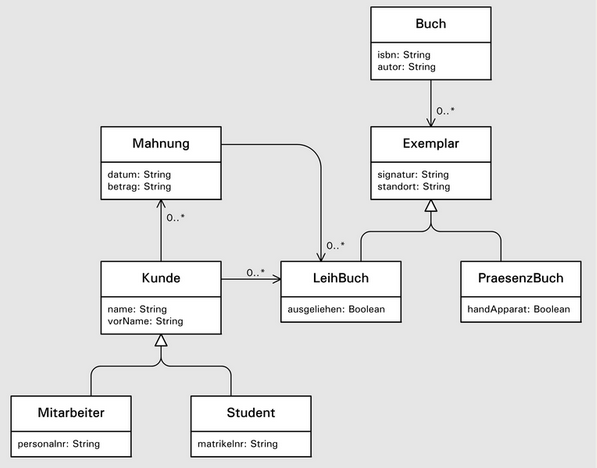 Buch
isbn: String
autor: String
0..*
Mahnung
datum: String
betrag: String
Exemplar
signatur: String
standort: String
0..*
0..*
Kunde
name: String
vorName: String
0..*
LeihBuch
ausgeliehen: Boolean
PraesenzBuch
handApparat: Boolean
Mitarbeiter
personalnr: String
Student
matrikelnr: String